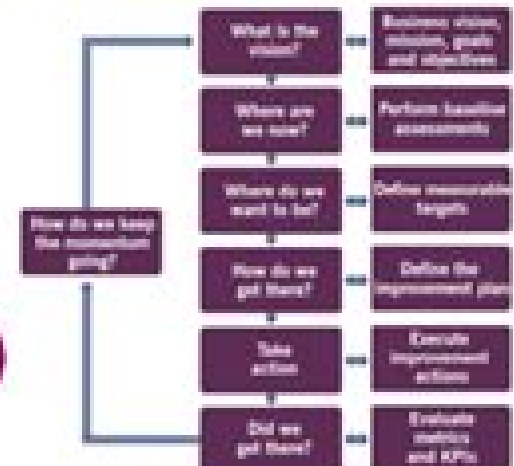 What is the
vision?
Business vision,
mission, goals
and objectives
Where are
we now?
Perform baseline
assessments
Where do we
want to be?
Define measurable
targets
How do we keep
the momentum
going?
How do we
get there?
Define the
improvement plan
Take
action
Execute
improvement
actions
Did we
get there?
Evaluate
metrics
and KPIs